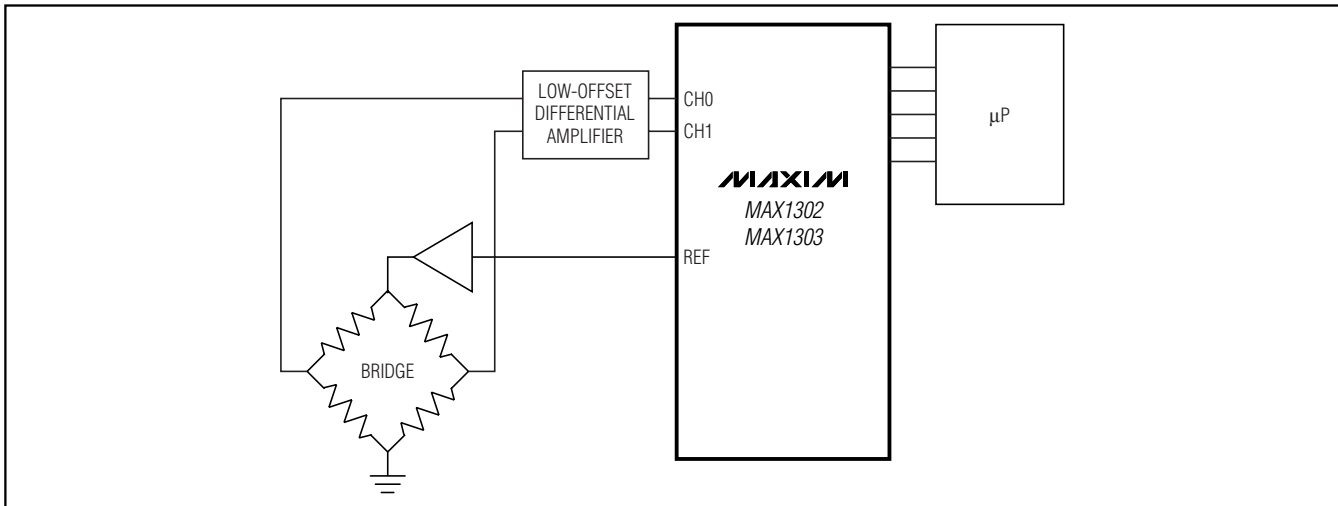 LOW-OFFSET
DIFFERENTIAL
AMPLIFIER
CH0
CH1
μP
MAXIM
MAX1302
MAX1303
REF
BRIDGE